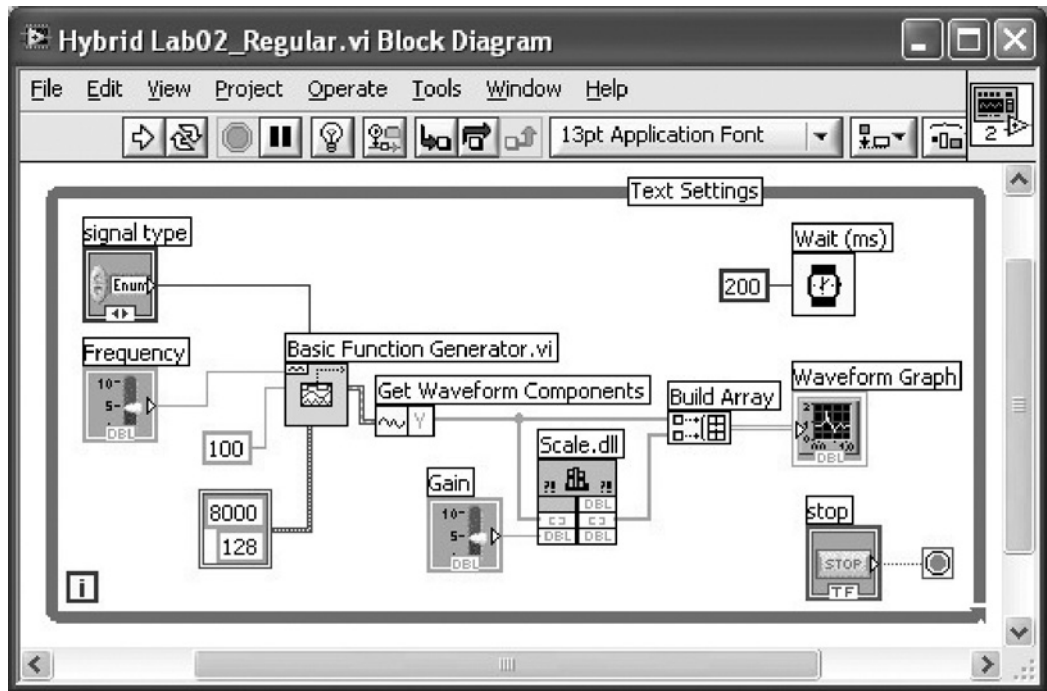 Hybrid Lab02_Regular.vi Block Diagram
File Edit View Project Operate Tools Window Help
13pt Application Font
2
Text Settings
signal type
Enum
Wait (ms)
200
Frequency
10-
5-
DBL
Basic Function Generator.vi
100
8000
128
Get Waveform Components
Y
Build Array
Waveform Graph
DBL
Scale.dll
?! ?!
DBL
DBL DBL
Gain
10-
5-
DBL
stop
STOP
TF
i